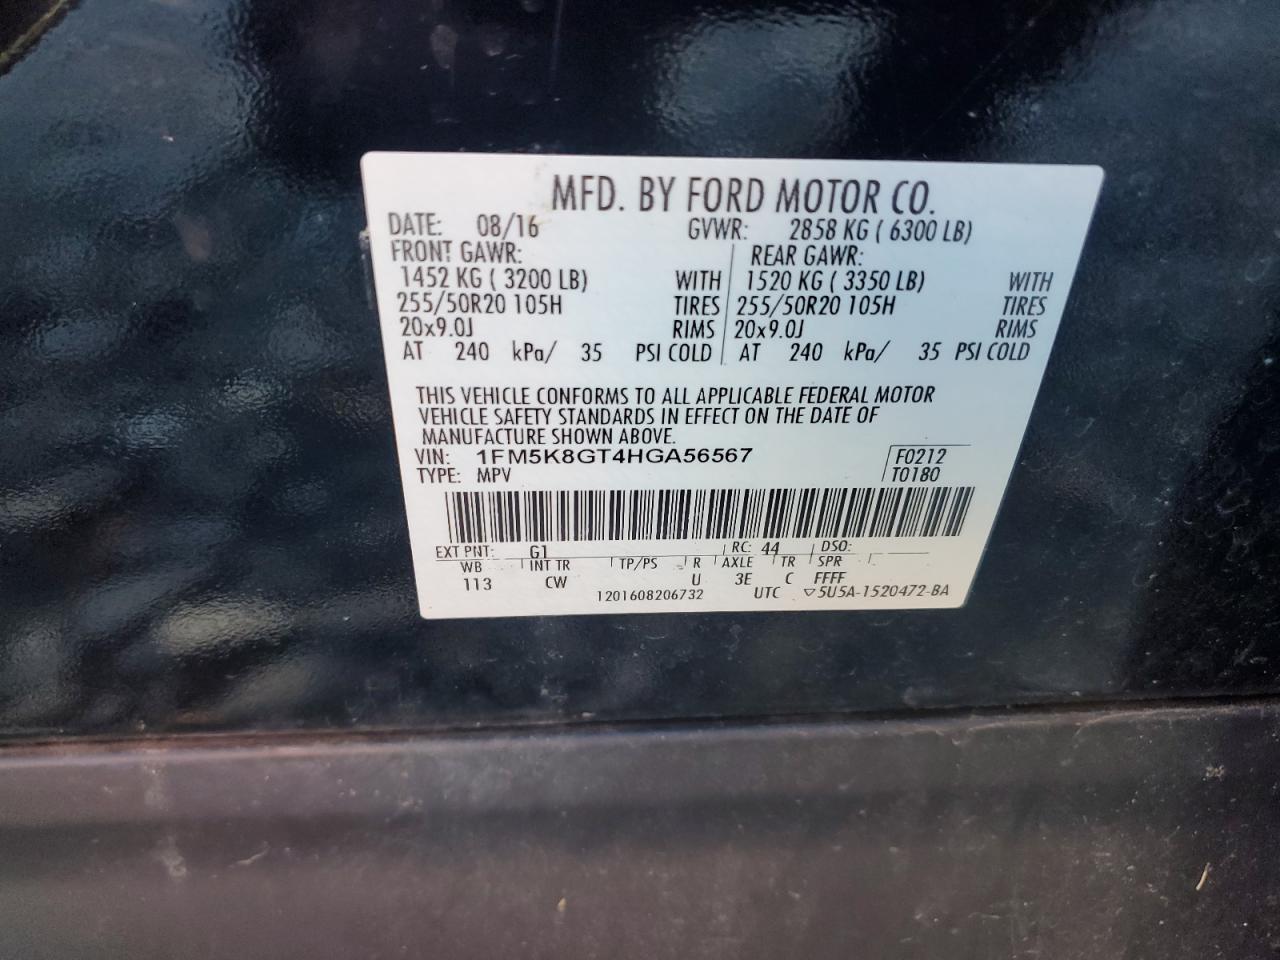 MFD. BY FORD MOTOR CO.
DATE: 08/16 GVWR: 2858 KG ( 6300 LB)
FRONT GAWR: REAR GAWR:
1452 KG ( 3200 LB) WITH 1520 KG ( 3350 LB) WITH
255/50R20 105H TIRES 255/50R20 105H TIRES
20x9.0J RIMS 20x9.0J RIMS
AT 240 kPa/ 35 PSI COLD AT 240 kPa/ 35 PSI COLD
THIS VEHICLE CONFORMS TO ALL APPLICABLE FEDERAL MOTOR
VEHICLE SAFETY STANDARDS IN EFFECT ON THE DATE OF
MANUFACTURE SHOWN ABOVE.
VIN: 1FM5K8GT4HGA56567 F0212
TYPE: MPV T0180
EXT PNT: G1 RC: 44 DSO:
WB INT TR TP/PS R AXLE TR SPR
113 CW U 3E C FFFF
1201608206732 UTC ▽5U5A-1520472-BA